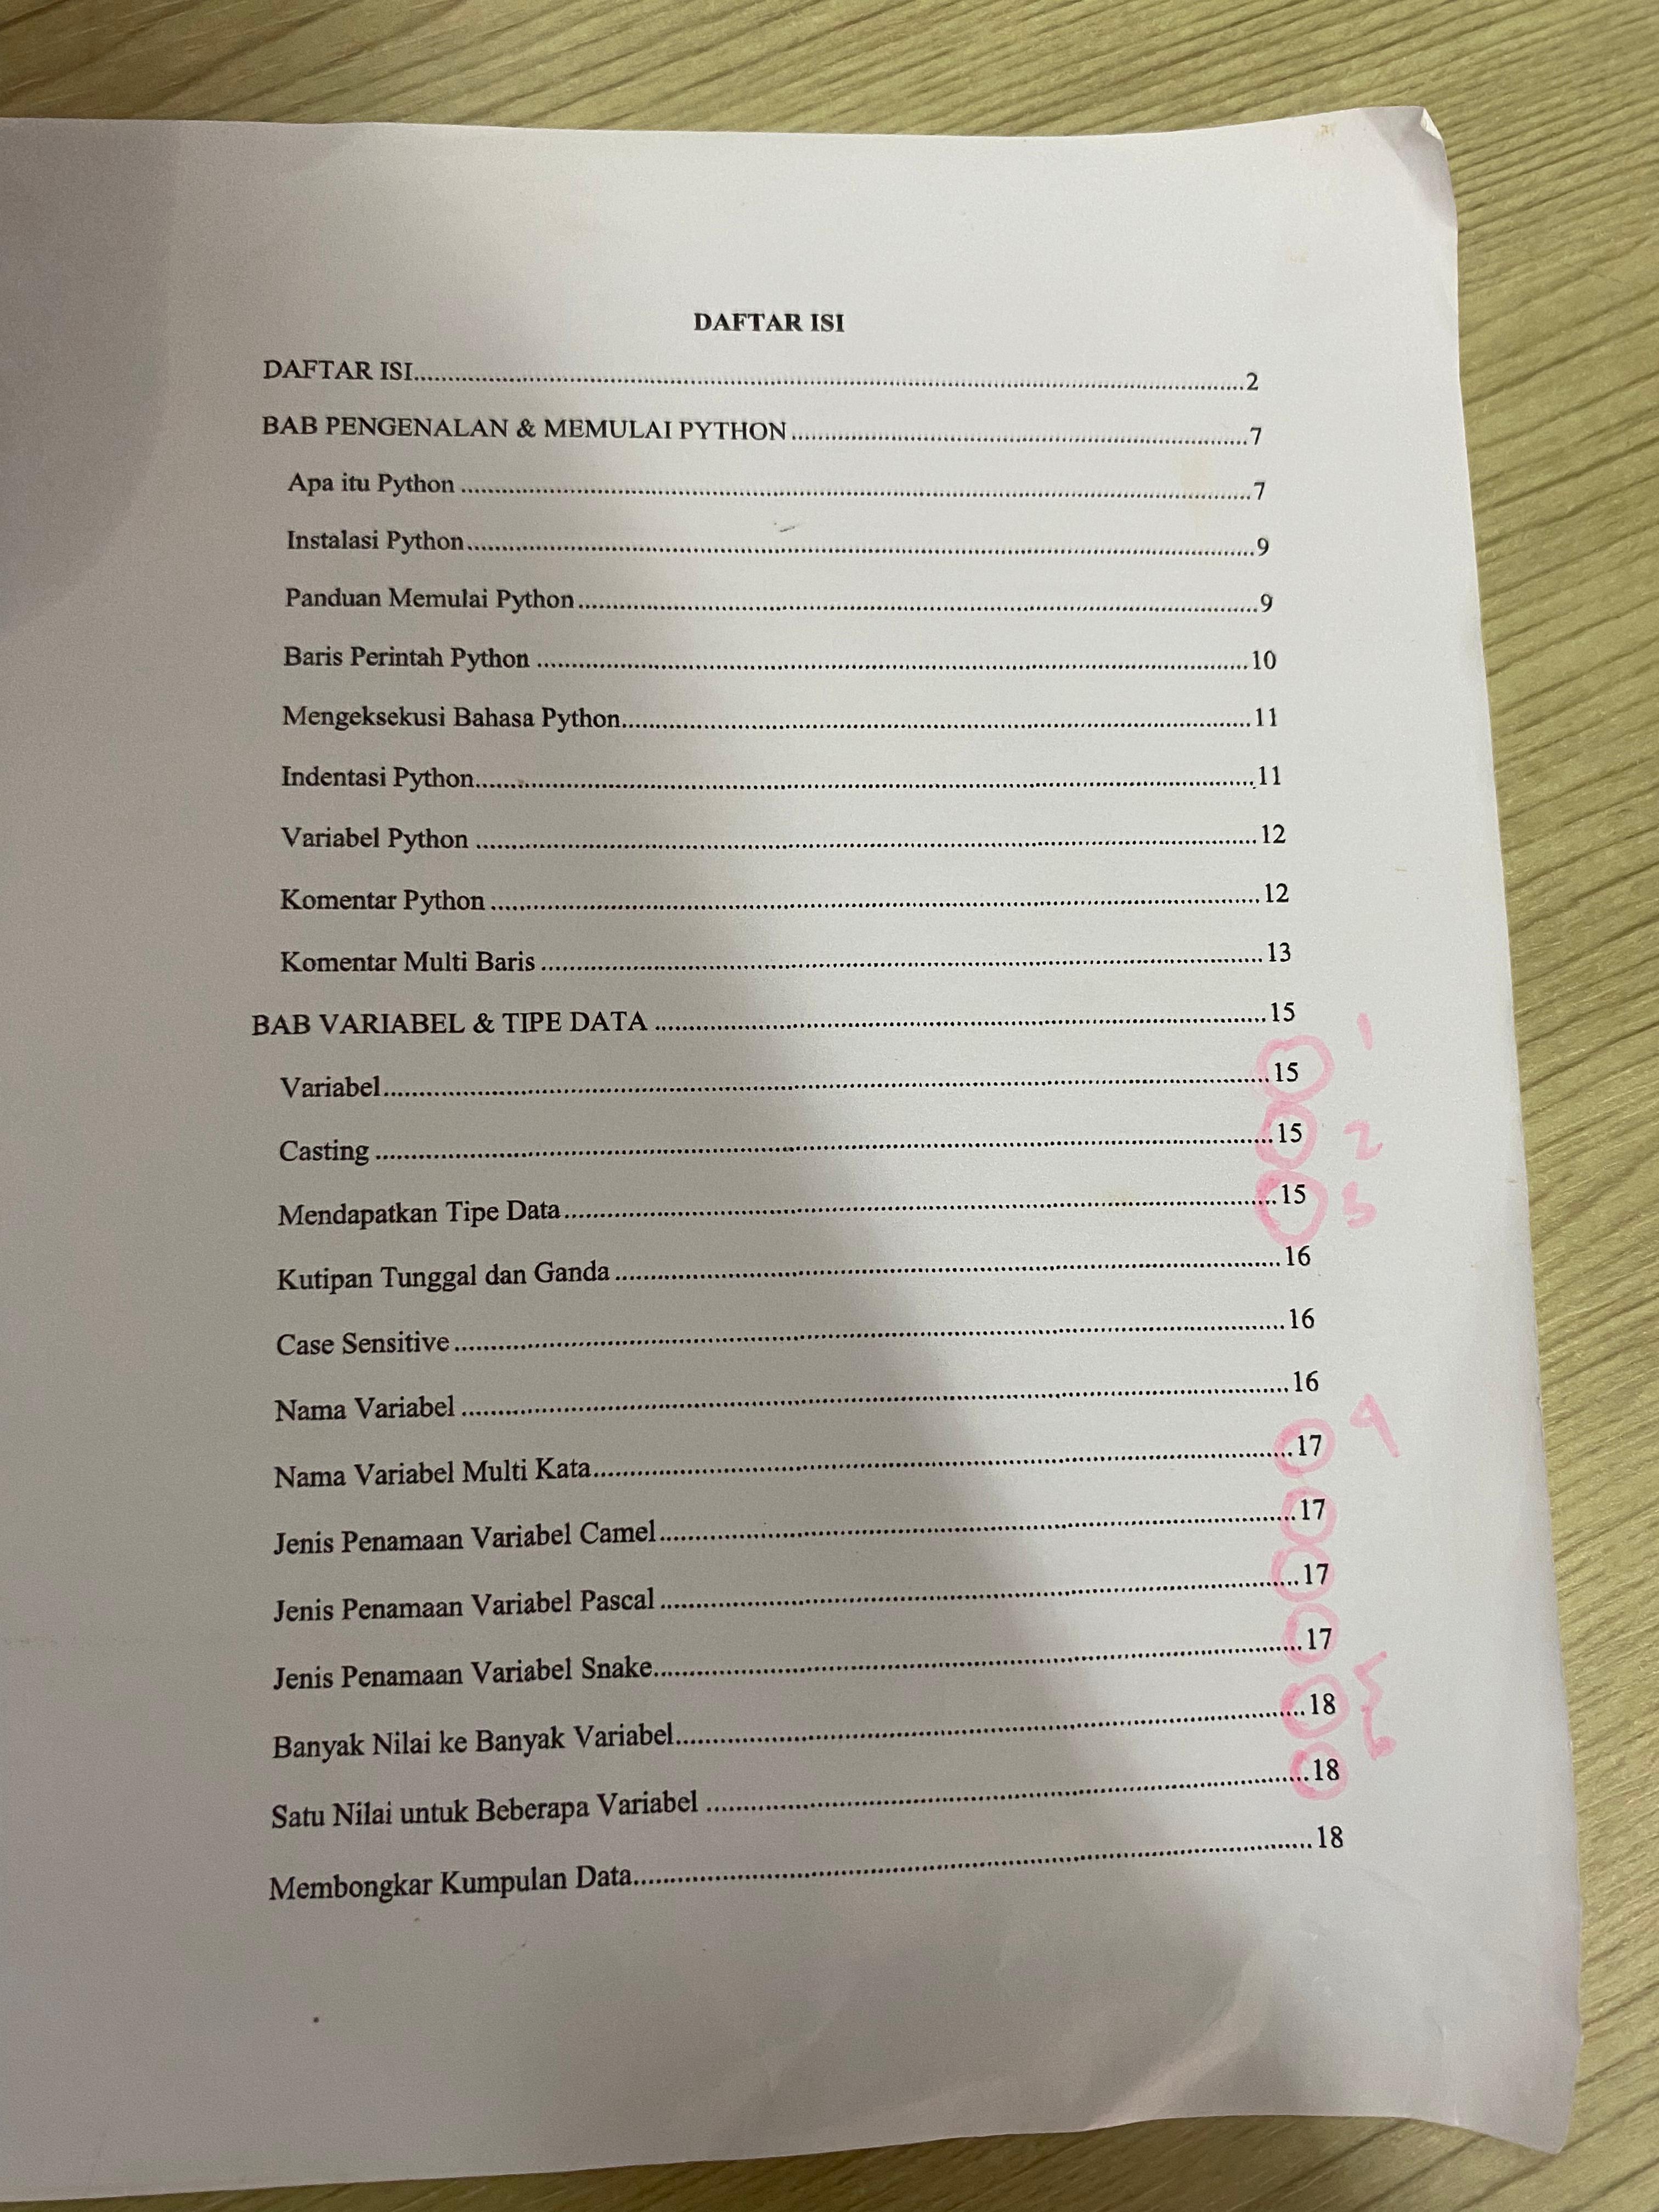 DAFTAR ISI
DAFTAR ISI....................2
BAB PENGENALAN & MEMULAI PYTHON....................7
Apa itu Python....................7
Instalasi Python....................9
Panduan Memulai Python....................9
Baris Perintah Python....................10
Mengeksekusi Bahasa Python....................11
Indentasi Python....................11
Variabel Python....................12
Komentar Python....................12
Komentar Multi Baris....................13
BAB VARIABEL & TIPE DATA....................15
Variabel....................15 1
Casting....................15 2
Mendapatkan Tipe Data....................15 3
Kutipan Tunggal dan Ganda....................16
Case Sensitive....................16
Nama Variabel....................16
Nama Variabel Multi Kata....................17
Jenis Penamaan Variabel Camel....................17
Jenis Penamaan Variabel Pascal....................17
Jenis Penamaan Variabel Snake....................17
Banyak Nilai ke Banyak Variabel....................18
Satu Nilai untuk Beberapa Variabel....................18
Membongkar Kumpulan Data....................18